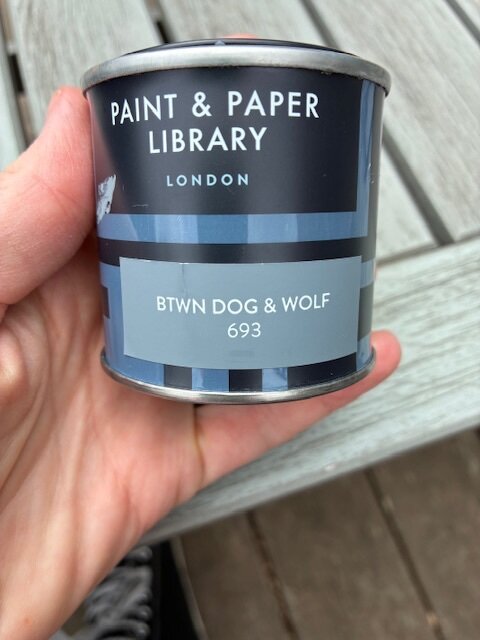 PAINT & PAPER
LIBRARY
LONDON
BTWN DOG & WOLF
693